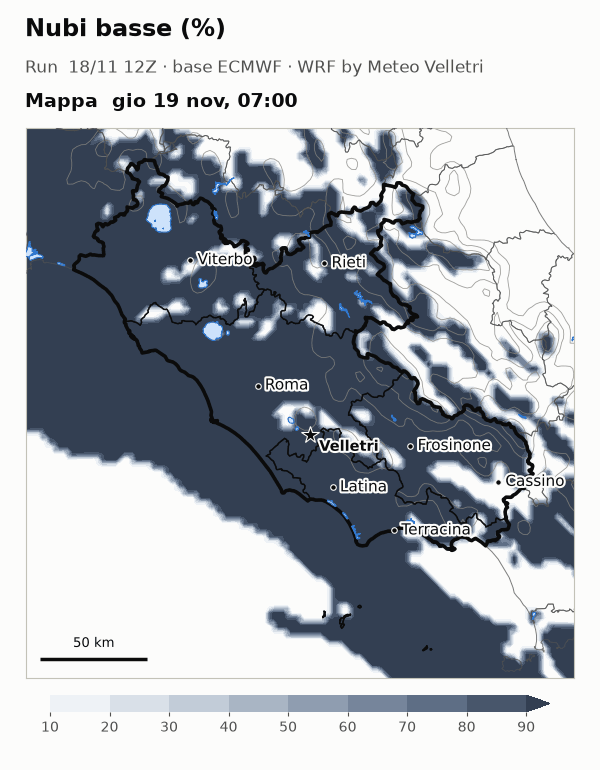 Nubi basse (%)
Run  18/11 12Z · base ECMWF · WRF by Meteo Velletri
Mappa  gio 19 nov, 07:00
Viterbo
Rieti
Roma
Velletri
Frosinone
Cassino
Latina
Terracina
50 km
10 20 30 40 50 60 70 80 90